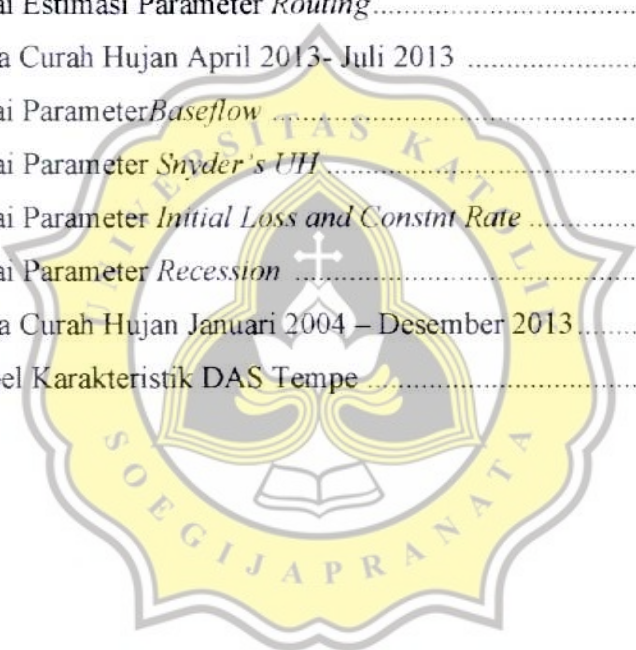 ai Estimasi Parameter Routing....................................................
a Curah Hujan April 2013- Juli 2013 ................................
ai ParameterBaseflow ....................................................................
ai Parameter Snyder's UH............................................................
ai Parameter Initial Loss and Constnt Rate ......................
ai Parameter Recession ................................................................
a Curah Hujan Januari 2004 – Desember 2013...........
el Karakteristik DAS Tempe ..................................................
UNIVERSITAS KATOLIK
SOEGIJAPRANATA